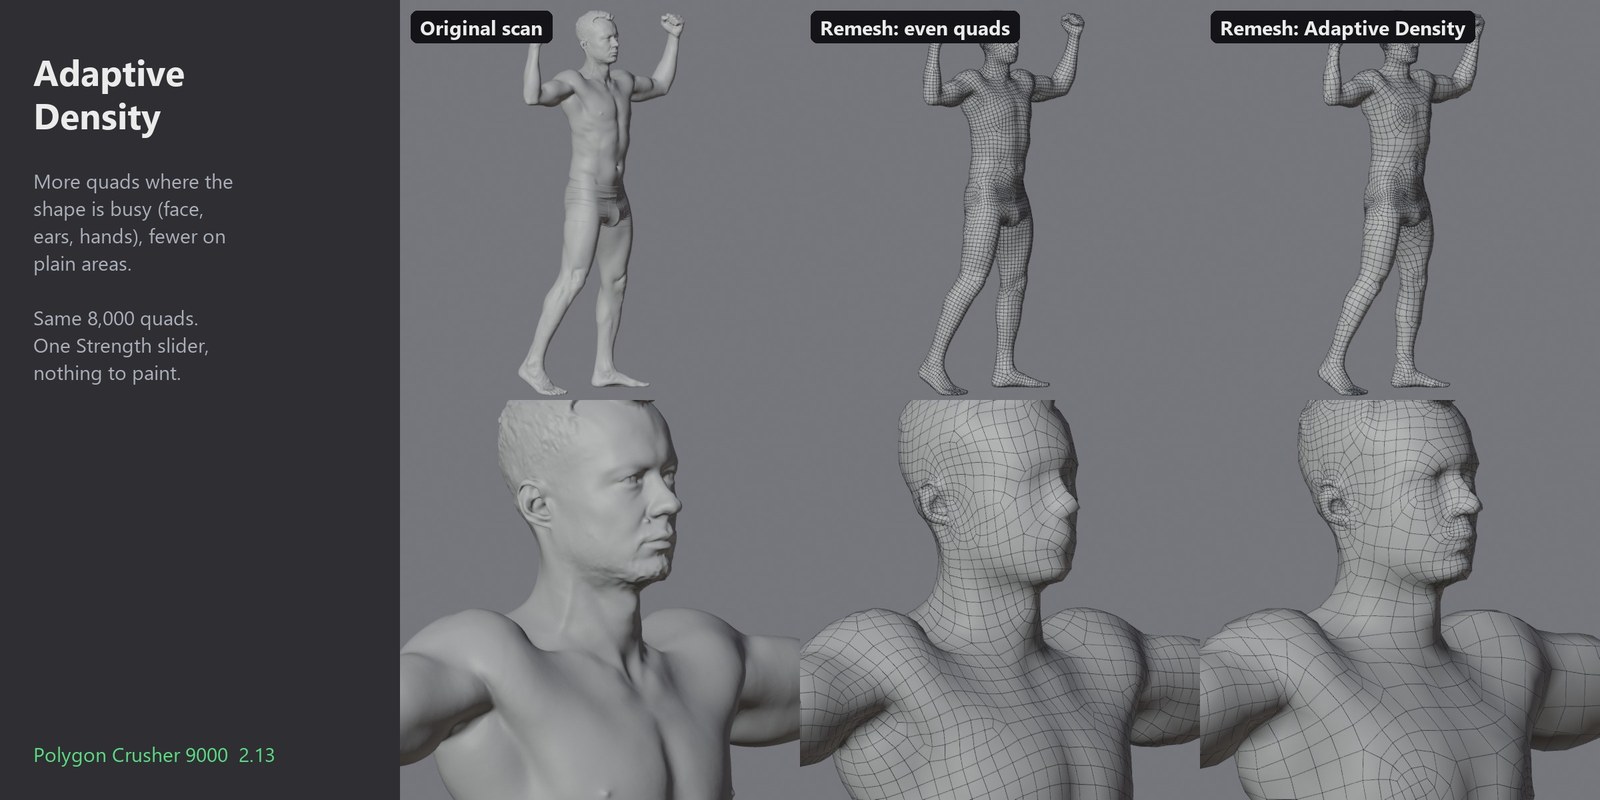 Adaptive
Density
More quads where the
shape is busy (face,
ears, hands), fewer on
plain areas.
Same 8,000 quads.
One Strength slider,
nothing to paint.
Polygon Crusher 9000 2.13
Original scan
Remesh: even quads
Remesh: Adaptive Density